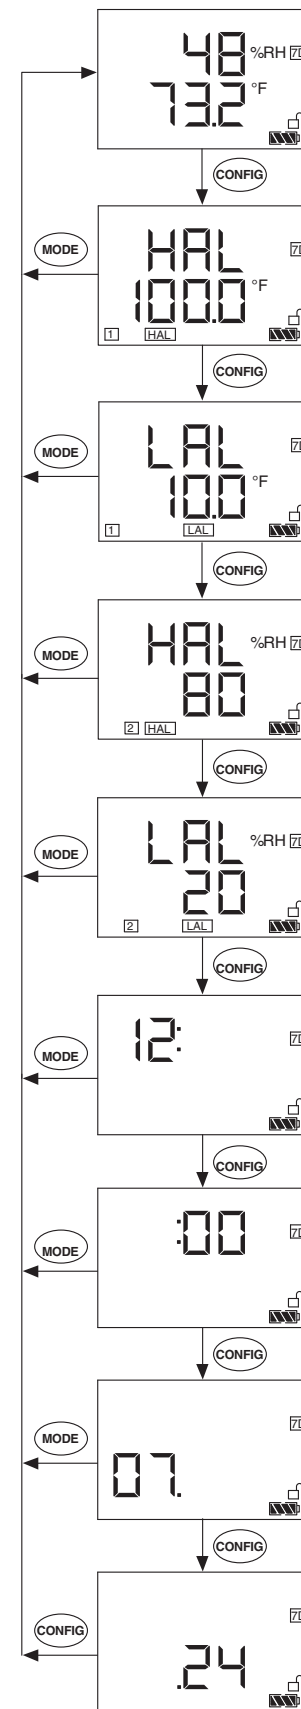 48 %RH
73.2 °F
CONFIG
MODE
HAL
100.0 °F
1 HAL
CONFIG
MODE
LAL
10.0 °F
1 LAL
CONFIG
MODE
HAL %RH
80
2 HAL
CONFIG
MODE
LAL %RH
20
2 LAL
CONFIG
MODE
12:
CONFIG
MODE
:00
CONFIG
MODE
07.
CONFIG
CONFIG
.24